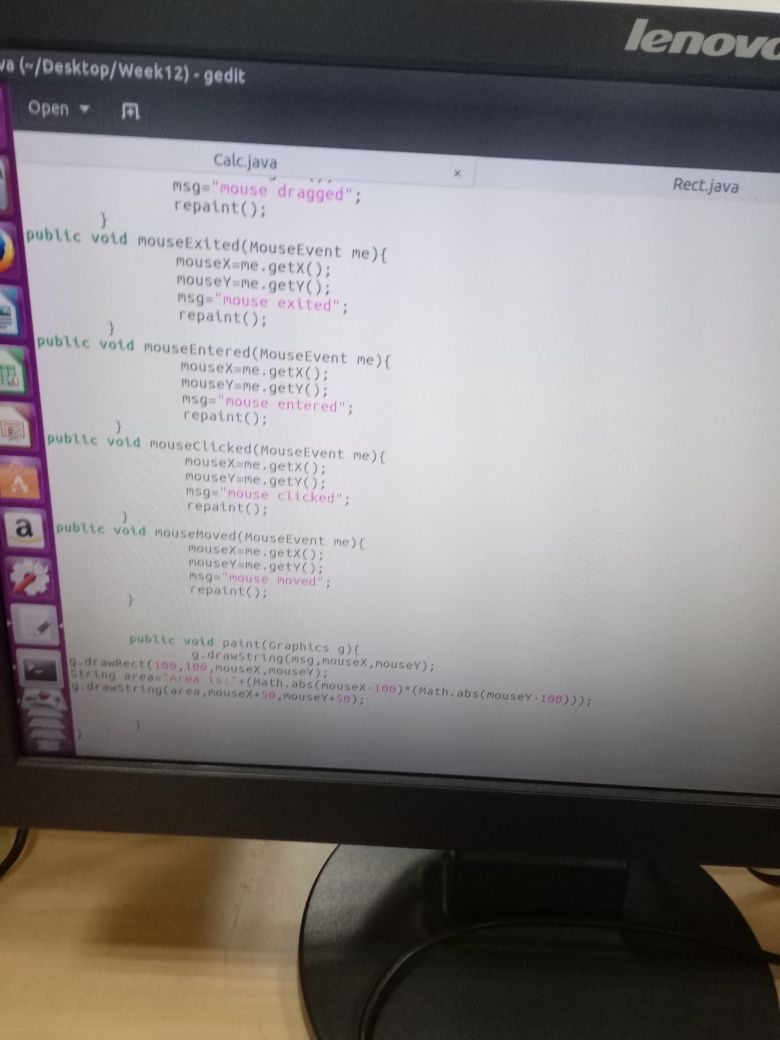 lenovo
va (~/Desktop/Week12) - gedit
Open
Calc.java ×
Rect.java
msg="mouse dragged";
repaint();
}
public void mouseExited(MouseEvent me){
mouseX=me.getX();
mouseY=me.getY();
msg="mouse exited";
repaint();
}
public void mouseEntered(MouseEvent me){
mouseX=me.getX();
mouseY=me.getY();
msg="mouse entered";
repaint();
}
public void mouseClicked(MouseEvent me){
mouseX=me.getX();
mouseY=me.getY();
msg="mouse clicked";
repaint();
}
public void mouseMoved(MouseEvent me){
mouseX=me.getX();
mouseY=me.getY();
msg="mouse moved";
repaint();
}
public void paint(Graphics g){
g.drawString(msg,mouseX,mouseY);
g.drawRect(100,100,mouseX,mouseY);
String area="Area is:"+(Math.abs(mouseX-100)*(Math.abs(mouseY-100)));
g.drawString(area,mouseX+50,mouseY+50);
}
}